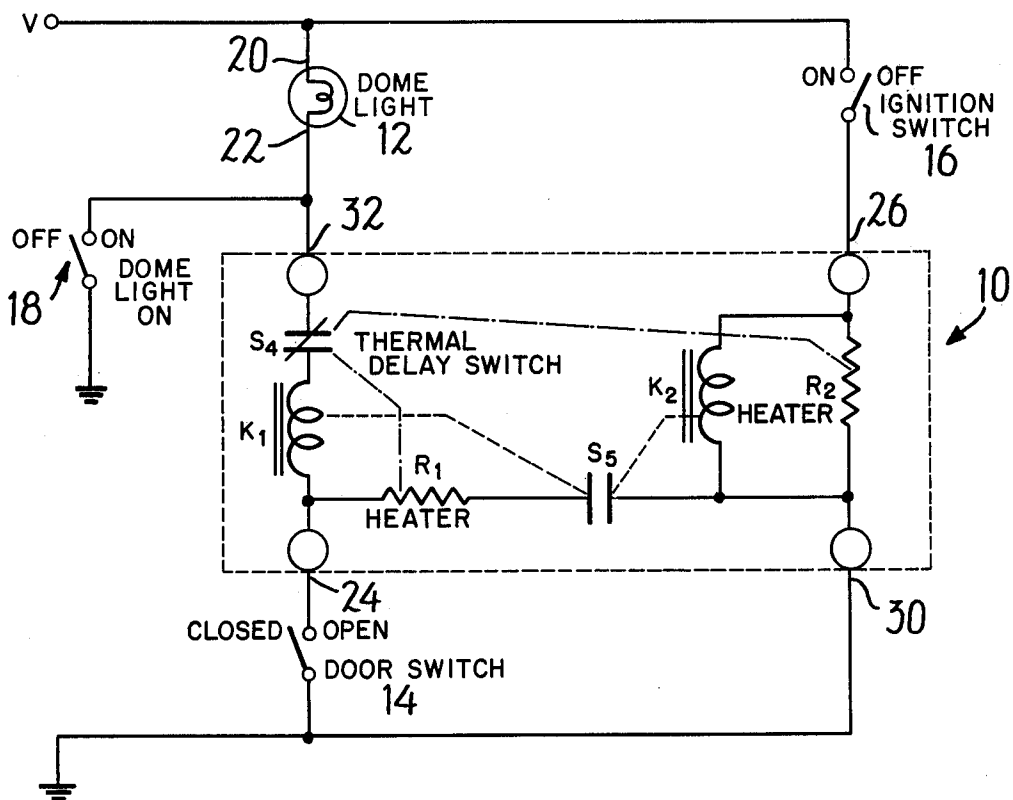 V
20
DOME
LIGHT
12
22
ON OFF
IGNITION
SWITCH
16
32
26
OFF ON
DOME
LIGHT
ON
18
10
S4 THERMAL
DELAY SWITCH
K1
K2
R2
HEATER
R1
HEATER
S5
24
30
CLOSED OPEN
DOOR SWITCH
14